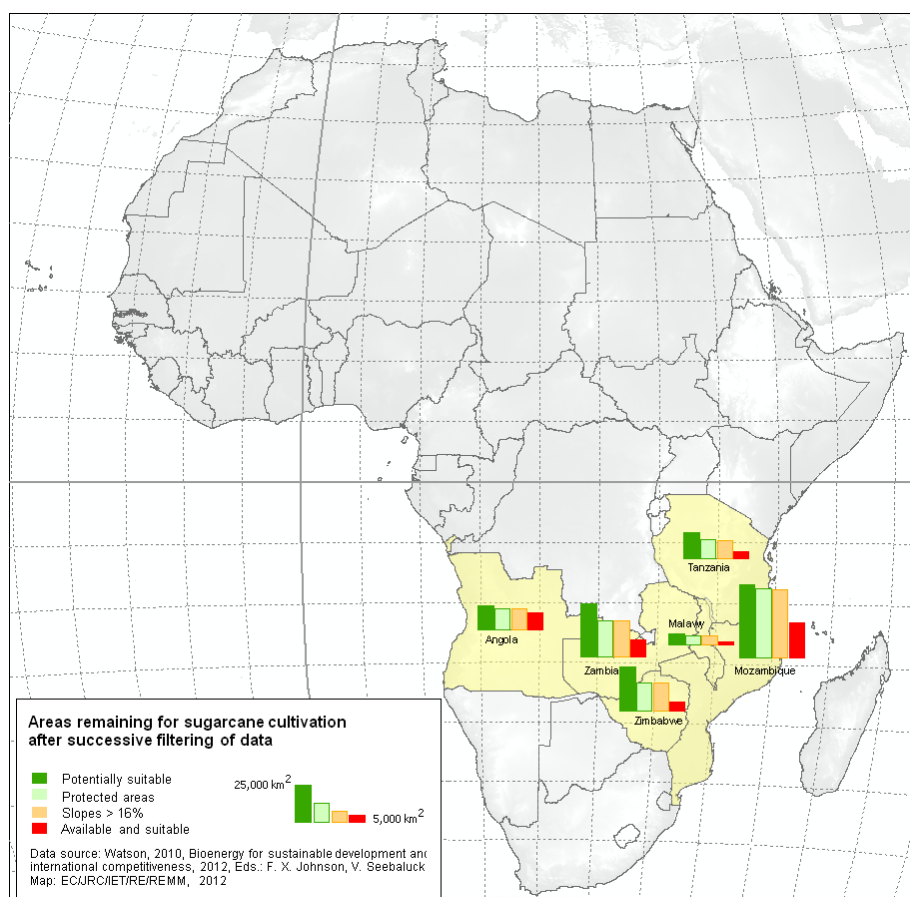 Tanzania
Malawy
Angola
Zambia
Mozambique
Zimbabwe
Areas remaining for sugarcane cultivation
after successive filtering of data
Potentially suitable
Protected areas
Slopes > 16%
Available and suitable
25,000 km²
5,000 km²
Data source: Watson, 2010, Bioenergy for sustainable development and
international competitiveness, 2012, Eds.: F. X. Johnson, V. Seebaluck
Map: EC/JRC/IET/RE/REMM, 2012